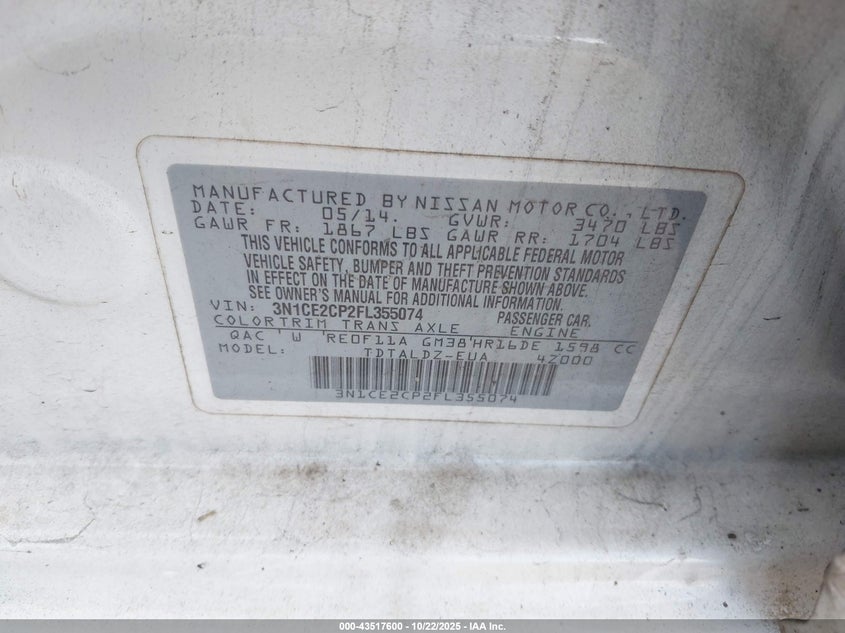 MANUFACTURED BY NISSAN MOTOR CO., LTD.
DATE: 05/14. GVWR: 3470 LBS
GAWR FR: 1867 LBS GAWR RR: 1704 LBS
THIS VEHICLE CONFORMS TO ALL APPLICABLE FEDERAL MOTOR
VEHICLE SAFETY, BUMPER AND THEFT PREVENTION STANDARDS
IN EFFECT ON THE DATE OF MANUFACTURE SHOWN ABOVE.
SEE OWNER'S MANUAL FOR ADDITIONAL INFORMATION.
VIN: 3N1CE2CP2FL355074 PASSENGER CAR.
COLORTRIM TRANS AXLE ENGINE
QAC ' W 'RE0F11A GM38'HR16DE 1598 CC
MODEL: TDTALDZ-EUA 42000
3N1CE2CP2FL355074
000-43517600 - 10/22/2025 - IAA Inc.